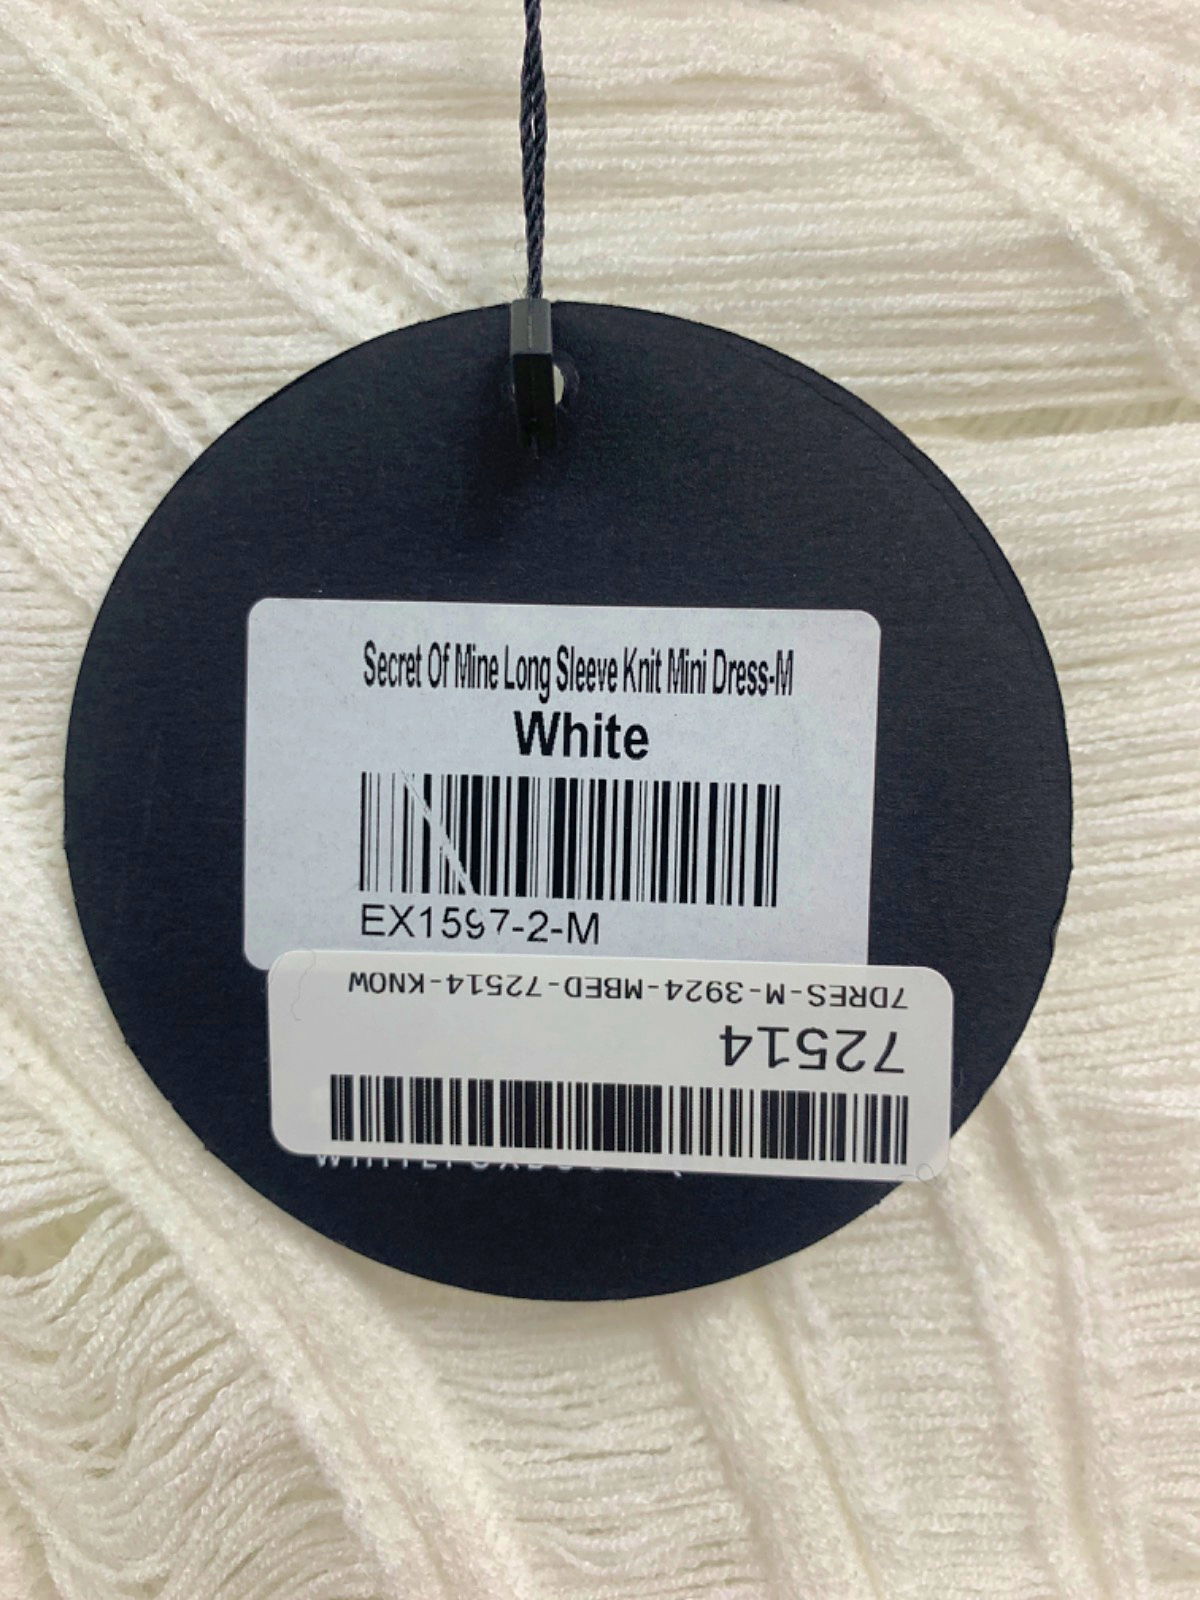 Secret Of Mine Long Sleeve Knit Mini Dress-M
White
EX1597-2-M
7DRES-M-3924-MBED-72514-KNOW
72514